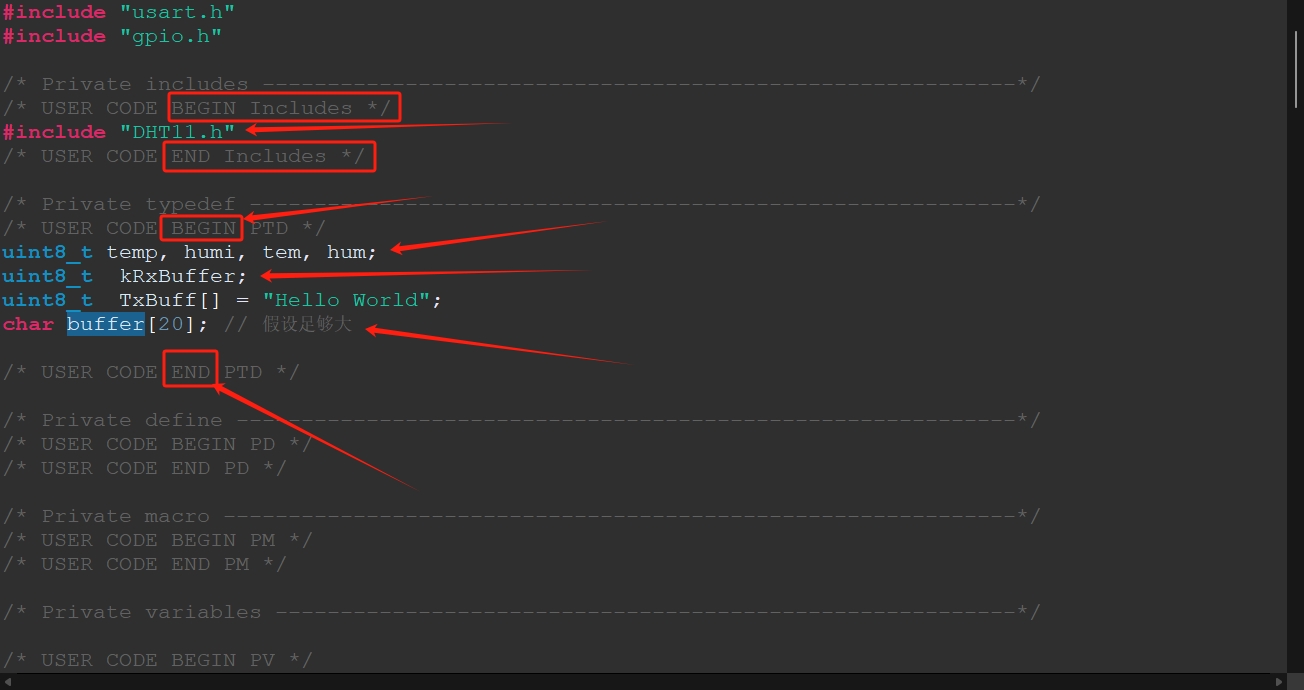 #include "usart.h"
#include "gpio.h"
/* Private includes ----------------------------------------------------------*/
/* USER CODE BEGIN Includes */
#include "DHT11.h"
/* USER CODE END Includes */
/* Private typedef -----------------------------------------------------------*/
/* USER CODE BEGIN PTD */
uint8_t temp, humi, tem, hum;
uint8_t  kRxBuffer;
uint8_t  TxBuff[] = "Hello World";
char buffer[20]; // 假设足够大
/* USER CODE END PTD */
/* Private define ------------------------------------------------------------*/
/* USER CODE BEGIN PD */
/* USER CODE END PD */
/* Private macro -------------------------------------------------------------*/
/* USER CODE BEGIN PM */
/* USER CODE END PM */
/* Private variables ---------------------------------------------------------*/
/* USER CODE BEGIN PV */